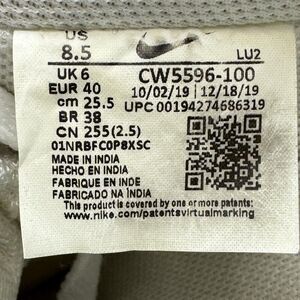 US
8.5
LU2
UK 6
CW5596-100
EUR 40
10/02/19 | 12/18/19
cm 25.5
UPC 00194274686319
BR 38
CN 255(2.5)
01NRBFC0P8XSC
MADE IN INDIA
HECHO EN INDIA
FABRIQUE EN INDE
FABRICADO NA ÍNDIA
This product is covered by one or more patents: see
www.nike.com/patentsvirtualmarking